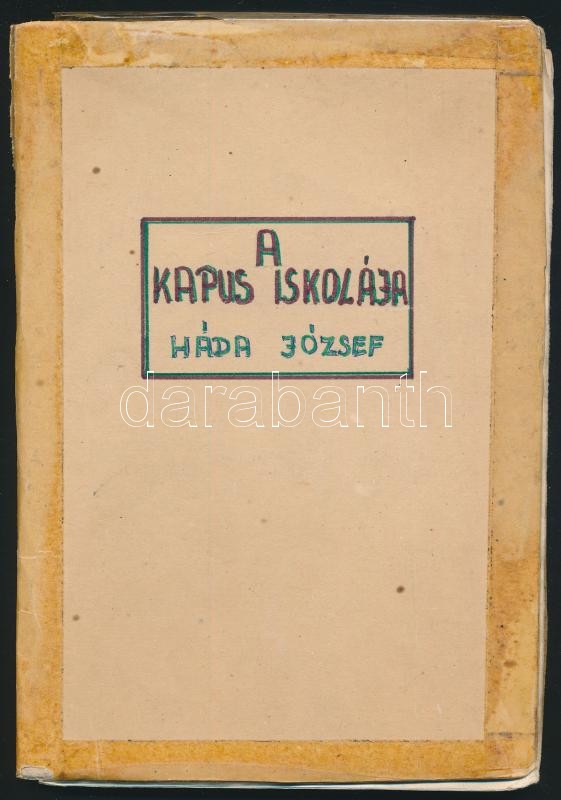 A
KAPUS ISKOLÁJA
HÁDA JÓZSEF
darabanth